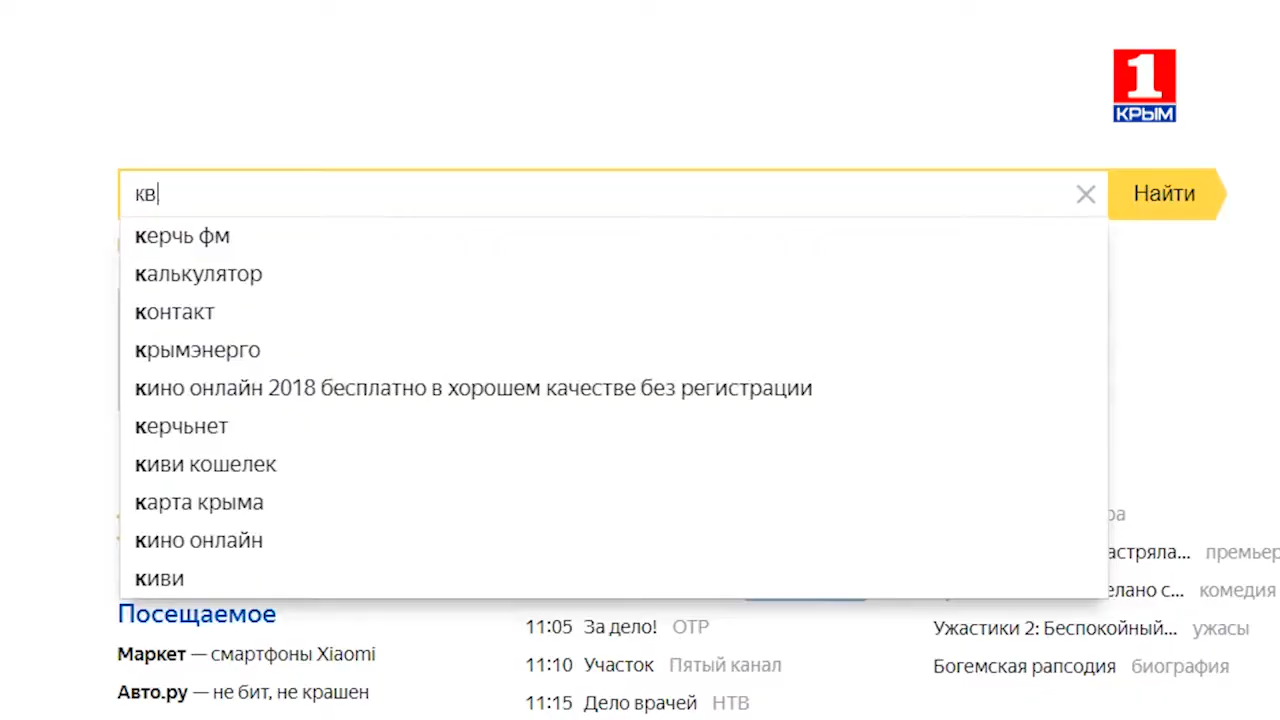 1
КРЫМ
кв
Найти
керчь фм
калькулятор
контакт
крымэнерго
кино онлайн 2018 бесплатно в хорошем качестве без регистрации
керчьнет
киви кошелек
карта крыма
кино онлайн
киви
Посещаемое
Маркет — смартфоны Xiaomi
Авто.ру — не бит, не крашен
11:05 За дело! ОТР
11:10 Участок Пятый канал
11:15 Дело врачей НТВ
ра
астряла... премьер
елано с... комедия
Ужастики 2: Беспокойный... ужасы
Богемская рапсодия биография